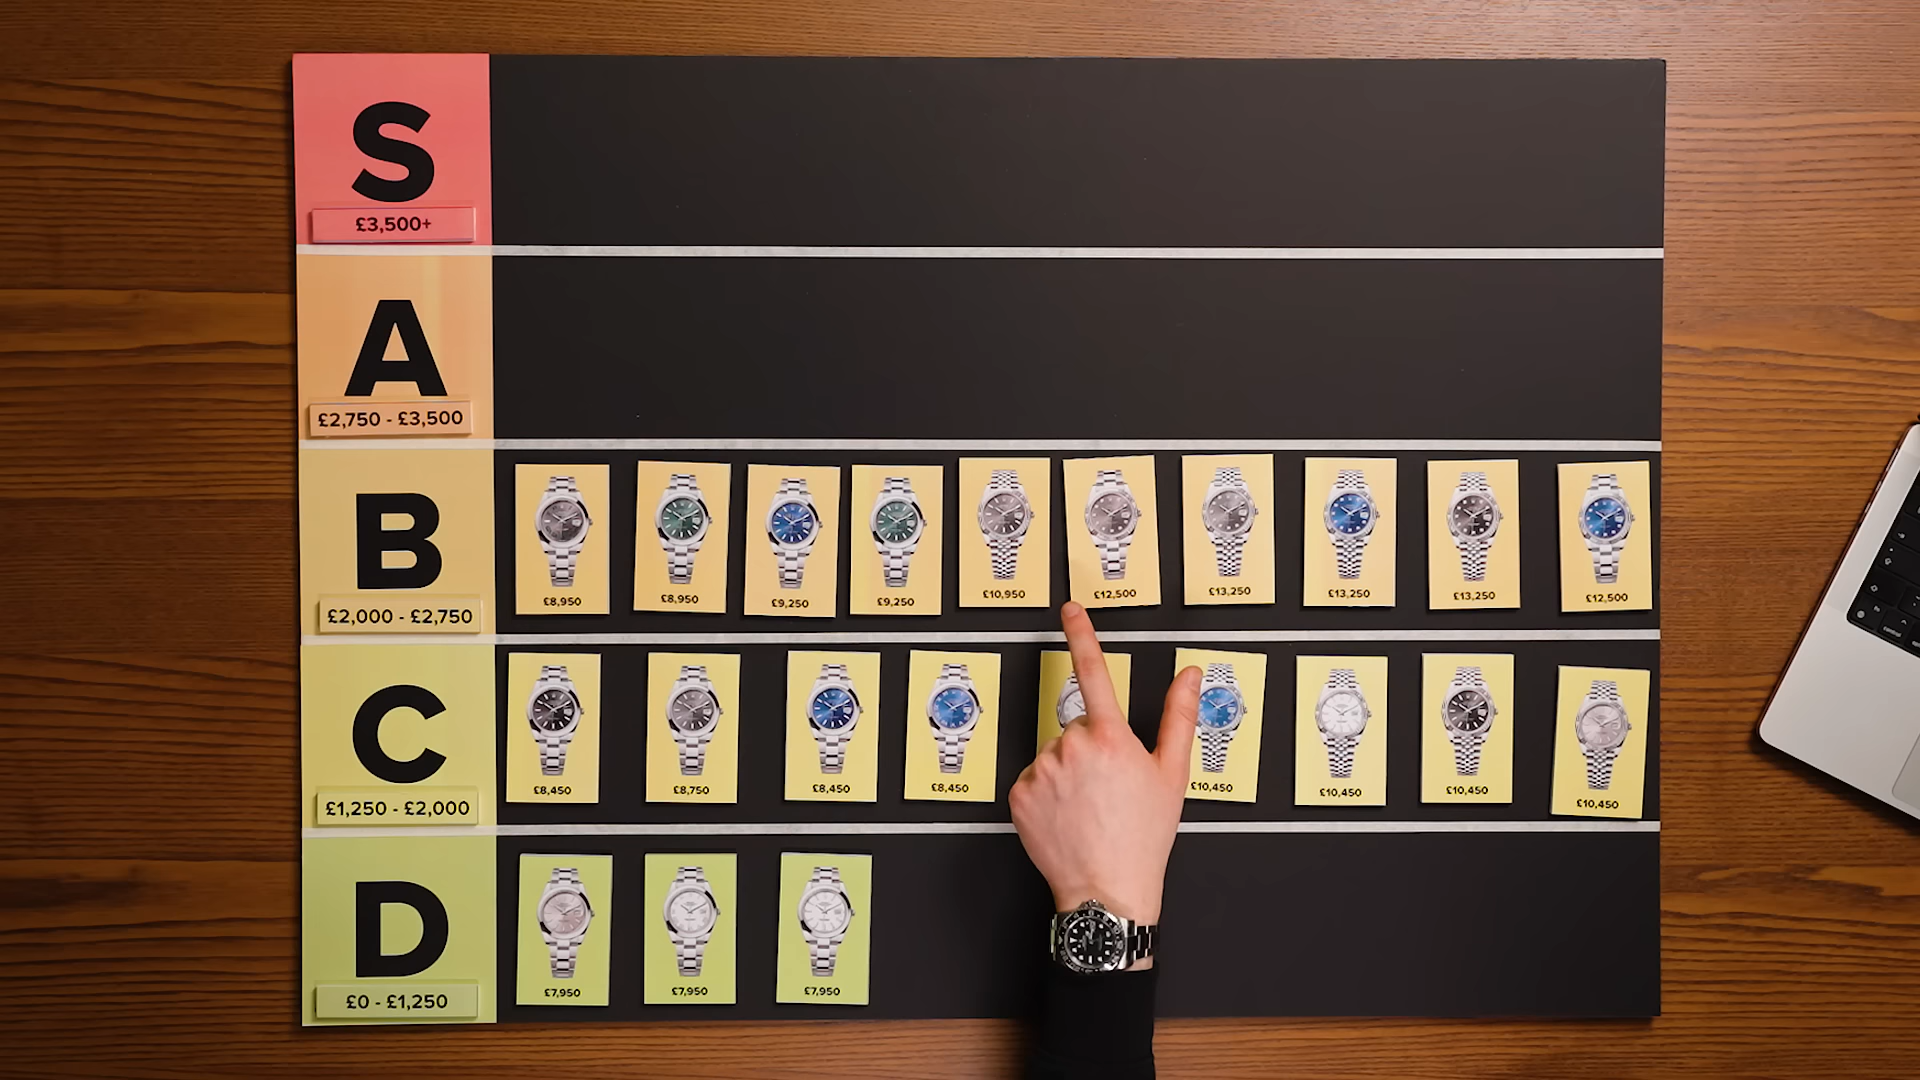 S
£3,500+
A
£2,750 - £3,500
B
£2,000 - £2,750
£8,950
£8,950
£9,250
£9,250
£10,950
£12,500
£13,250
£13,250
£13,250
£12,500
C
£1,250 - £2,000
£8,450
£8,750
£8,450
£8,450
£10,450
£10,450
£10,450
£10,450
D
£0 - £1,250
£7,950
£7,950
£7,950